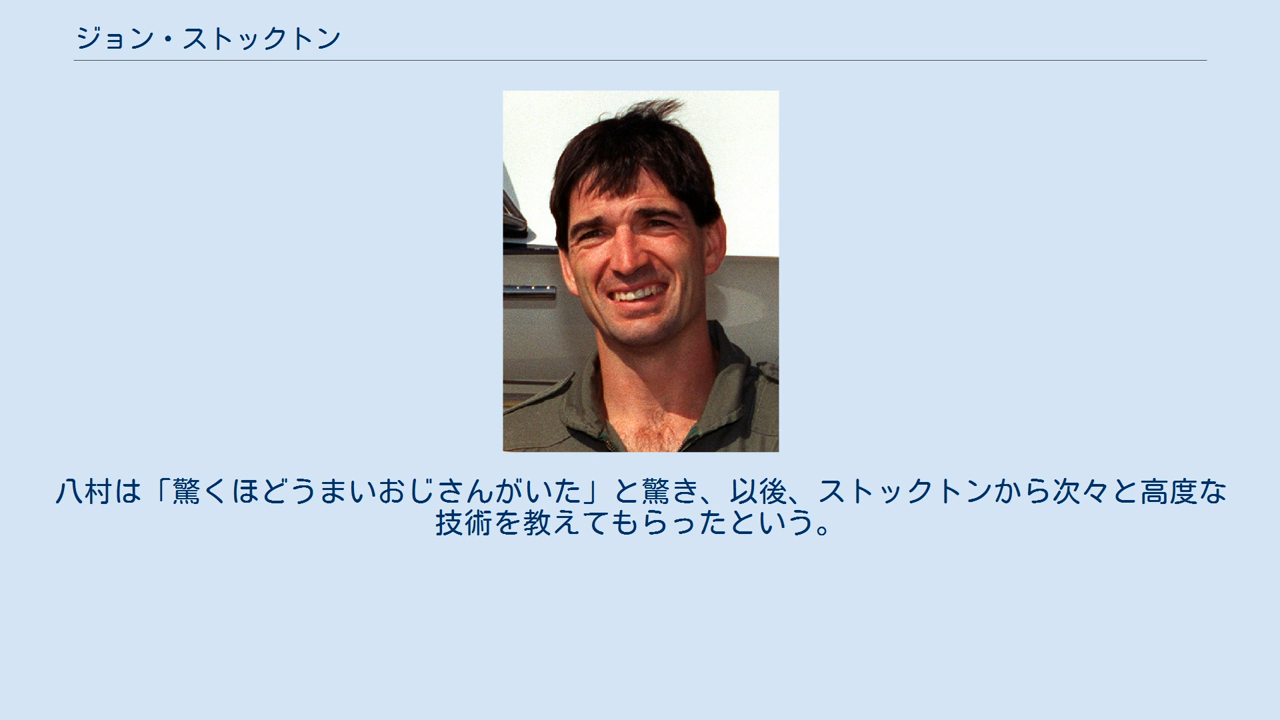 ジョン・ストックトン
八村は「驚くほどうまいおじさんがいた」と驚き、以後、ストックトンから次々と高度な
技術を教えてもらったという。